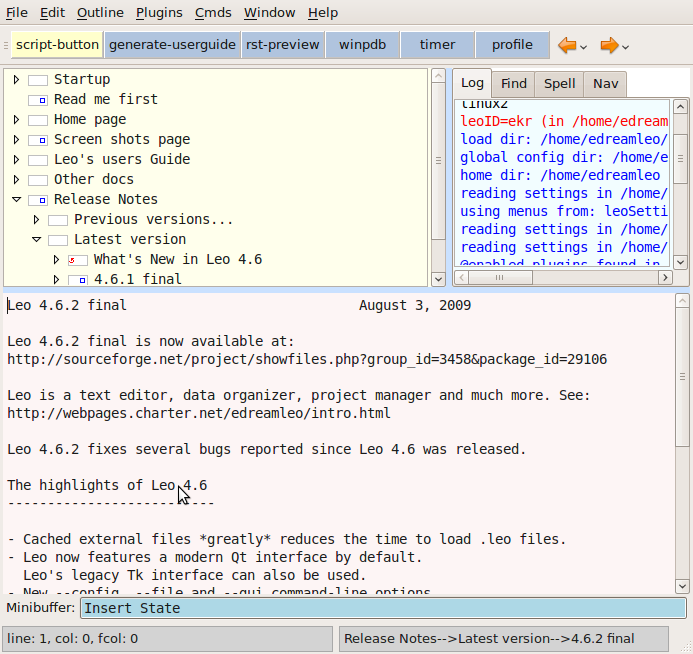 File Edit Outline Plugins Cmds Window Help
script-button generate-userguide rst-preview winpdb timer profile
Startup
Read me first
Home page
Screen shots page
Leo's users Guide
Other docs
Release Notes
Previous versions...
Latest version
What's New in Leo 4.6
4.6.1 final
Log Find Spell Nav
linux2
leoID=ekr (in /home/edream
load dir: /home/edreamleo/
global config dir: /home/e
home dir: /home/edreamleo
reading settings in /home/
using menus from: leoSetti
reading settings in /home/
reading settings in /home/
@enabled-plugins found in
Leo 4.6.2 final August 3, 2009
Leo 4.6.2 final is now available at:
http://sourceforge.net/project/showfiles.php?group_id=3458&package_id=29106
Leo is a text editor, data organizer, project manager and much more. See:
http://webpages.charter.net/edreamleo/intro.html
Leo 4.6.2 fixes several bugs reported since Leo 4.6 was released.
The highlights of Leo 4.6
--------------------------
- Cached external files *greatly* reduces the time to load .leo files.
- Leo now features a modern Qt interface by default.
Leo's legacy Tk interface can also be used.
- New --config, --file and --gui command-line options.
Minibuffer: Insert State
line: 1, col: 0, fcol: 0
Release Notes-->Latest version-->4.6.2 final